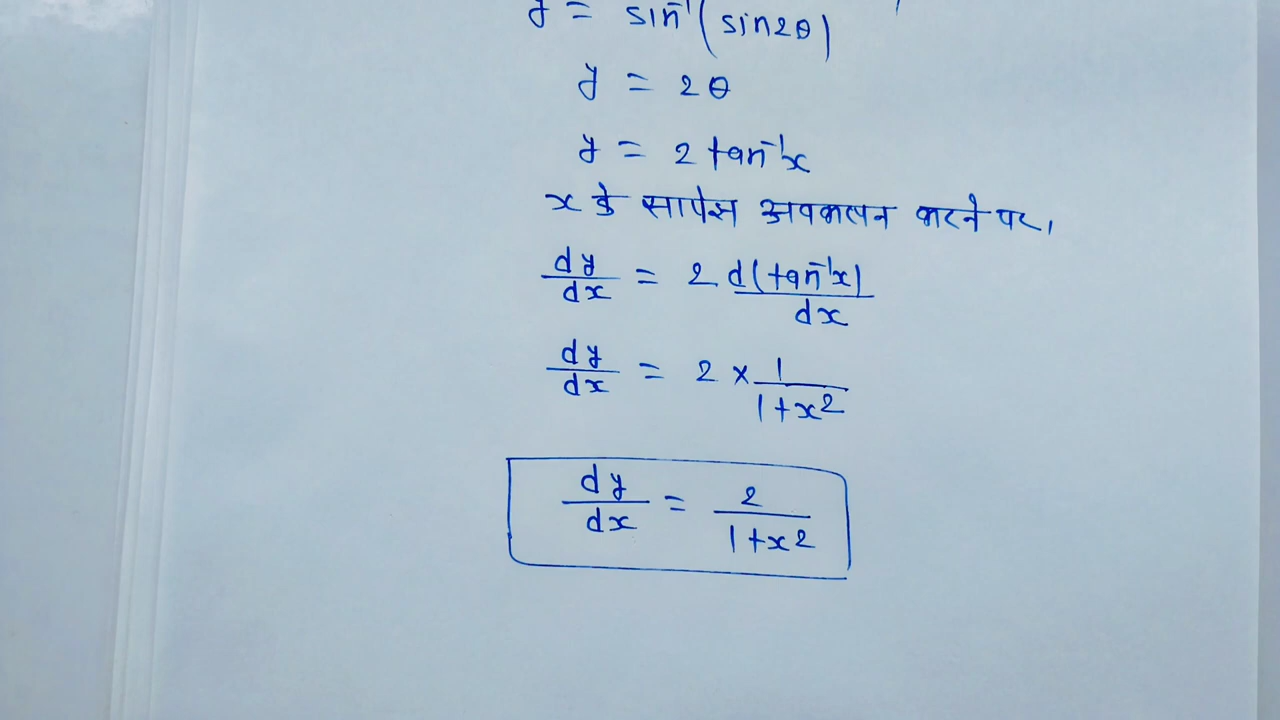 y = sin⁻¹(sin2θ)
y = 2θ
y = 2 tan⁻¹x
x के सापेक्ष अवकलन करने पर,
dy/dx = 2 d(tan⁻¹x)/dx
dy/dx = 2 × 1/1+x²
dy/dx = 2/1+x²